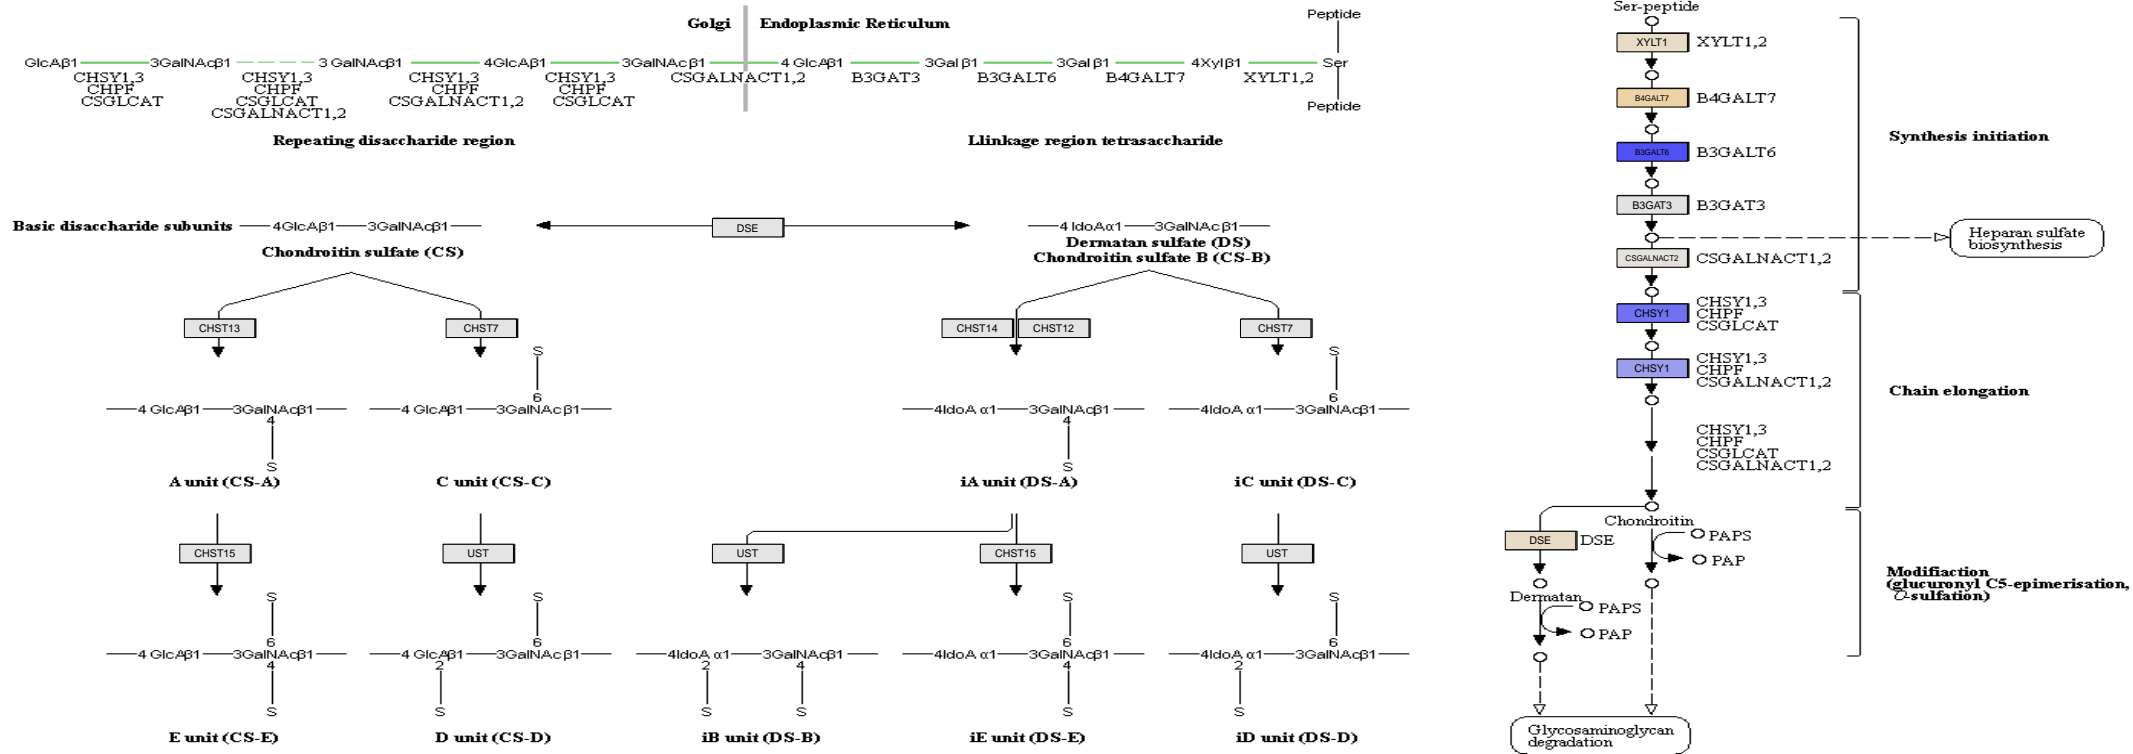 Golgi
Endoplasmic Reticulum
Peptide
GlcAβ1
3GalNAcβ1
3 GalNAcβ1
4GlcAβ1
3GalNAcβ1
4 GlcAβ1
3Galβ1
3Galβ1
4Xylβ1
Ser
CHSY1,3
CHPF
CSGLCAT
CHSY1,3
CHPF
CSGLCAT
CSGALNACT1,2
CHSY1,3
CHPF
CSGALNACT1,2
CHSY1,3
CHPF
CSGLCAT
CSGALNACT1,2
B3GAT3
B3GALT6
B4GALT7
XYLT1,2
Peptide
Repeating disaccharide region
Llinkage region tetrasaccharide
Basic disaccharide subunits
4GlcAβ1
3GalNAcβ1
Chondroitin sulfate (CS)
DSE
4 IdoAα1
3GalNAcβ1
Dermatan sulfate (DS)
Chondroitin sulfate B (CS-B)
CHST13
CHST7
CHST14
CHST12
CHST7
S
S
6
6
4 GlcAβ1
3GalNAcβ1
4 GlcAβ1
3GalNAcβ1
4IdoA α1
3GalNAcβ1
4IdoA α1
3GalNAcβ1
4
4
S
S
A unit (CS-A)
C unit (CS-C)
iA unit (DS-A)
iC unit (DS-C)
CHST15
UST
UST
CHST15
UST
S
S
S
S
6
6
6
6
4 GlcAβ1
3GalNAcβ1
4 GlcAβ1
3GalNAcβ1
4IdoA α1
3GalNAcβ1
4IdoA α1
3GalNAcβ1
4IdoA α1
3GalNAcβ1
4
2
2
4
4
2
S
S
S
S
S
S
E unit (CS-E)
D unit (CS-D)
iB unit (DS-B)
iE unit (DS-E)
iD unit (DS-D)
Ser-peptide
XYLT1
XYLT1,2
B4GALT7
B4GALT7
B3GALT6
B3GALT6
B3GAT3
B3GAT3
Synthesis initiation
Heparan sulfate
biosynthesis
CSGALNACT2
CSGALNACT1,2
CHSY1
CHSY1,3
CHPF
CSGLCAT
CHSY1
CHSY1,3
CHPF
CSGALNACT1,2
Chain elongation
CHSY1,3
CHPF
CSGLCAT
CSGALNACT1,2
Chondroitin
DSE
DSE
PAPS
PAP
Modifiaction
(glucuronyl C5-epimerisation,
O-sulfation)
Dermatan
PAPS
PAP
Glycosaminoglycan
degradation